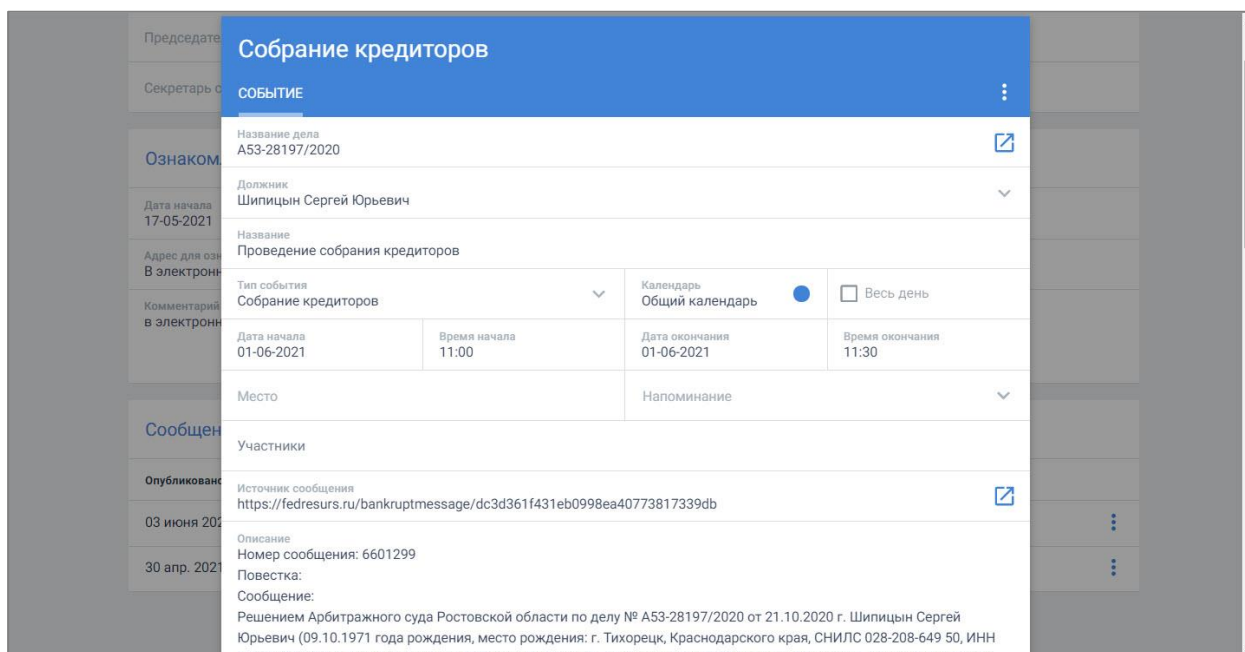 Собрание кредиторов
СОБЫТИЕ
Название дела
А53-28197/2020
Должник
Шипицын Сергей Юрьевич
Название
Проведение собрания кредиторов
Тип события
Собрание кредиторов
Календарь
Общий календарь
Весь день
Дата начала
01-06-2021
Время начала
11:00
Дата окончания
01-06-2021
Время окончания
11:30
Место
Напоминание
Участники
Источник сообщения
https://fedresurs.ru/bankruptmessage/dc3d361f431eb0998ea40773817339db
Описание
Номер сообщения: 6601299
Повестка:
Сообщение:
Решением Арбитражного суда Ростовской области по делу № А53-28197/2020 от 21.10.2020 г. Шипицын Сергей
Юрьевич (09.10.1971 года рождения, место рождения: г. Тихорецк, Краснодарского края, СНИЛС 028-208-649 50, ИНН
Председате
Секретарь с
Ознаком
Дата начала
17-05-2021
Адрес для озн
В электронн
Комментарий
в электронн
Сообщен
Опубликовано
03 июня 202
30 апр. 2021